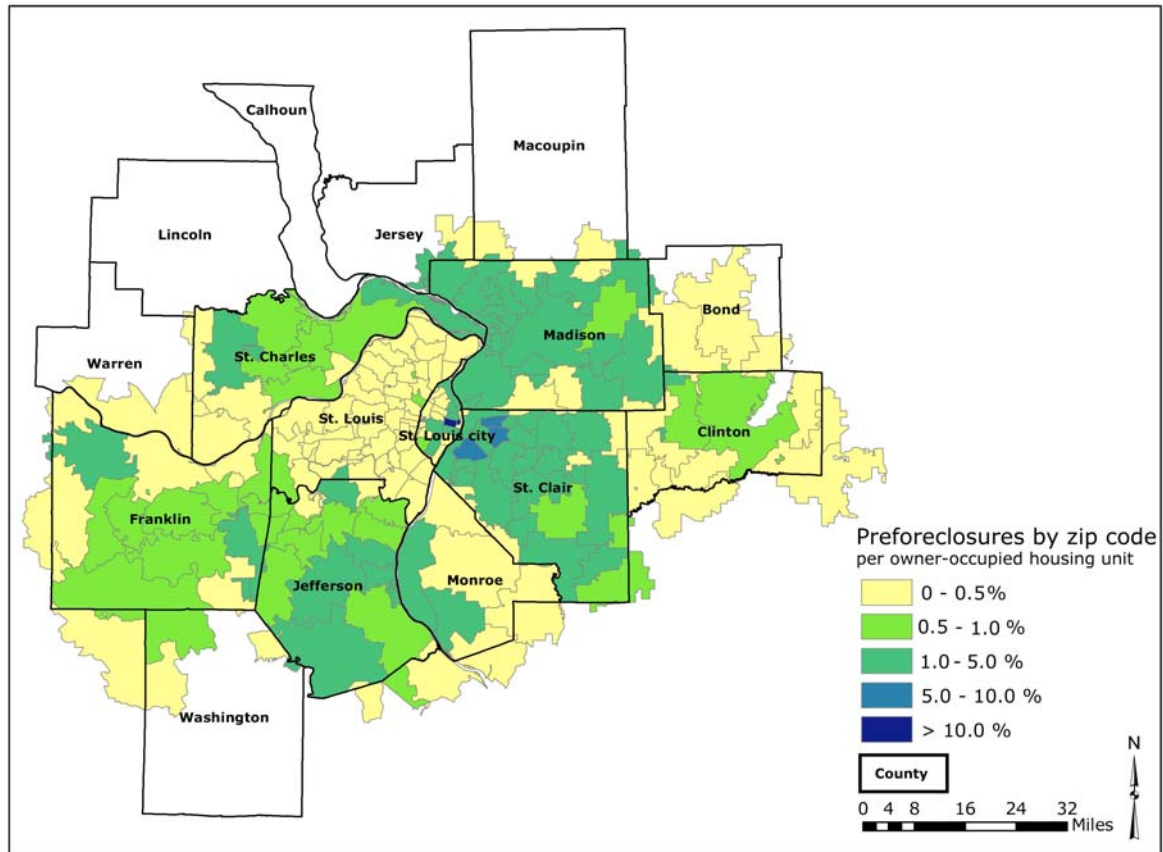 Calhoun
Macoupin
Lincoln
Jersey
Bond
Madison
Warren
St. Charles
St. Louis
St. Louis city
Clinton
St. Clair
Franklin
Jefferson
Monroe
Washington
Preforeclosures by zip code
per owner-occupied housing unit
0 - 0.5%
0.5 - 1.0 %
1.0 - 5.0 %
5.0 - 10.0 %
> 10.0 %
County
N
0 4 8 16 24 32
Miles